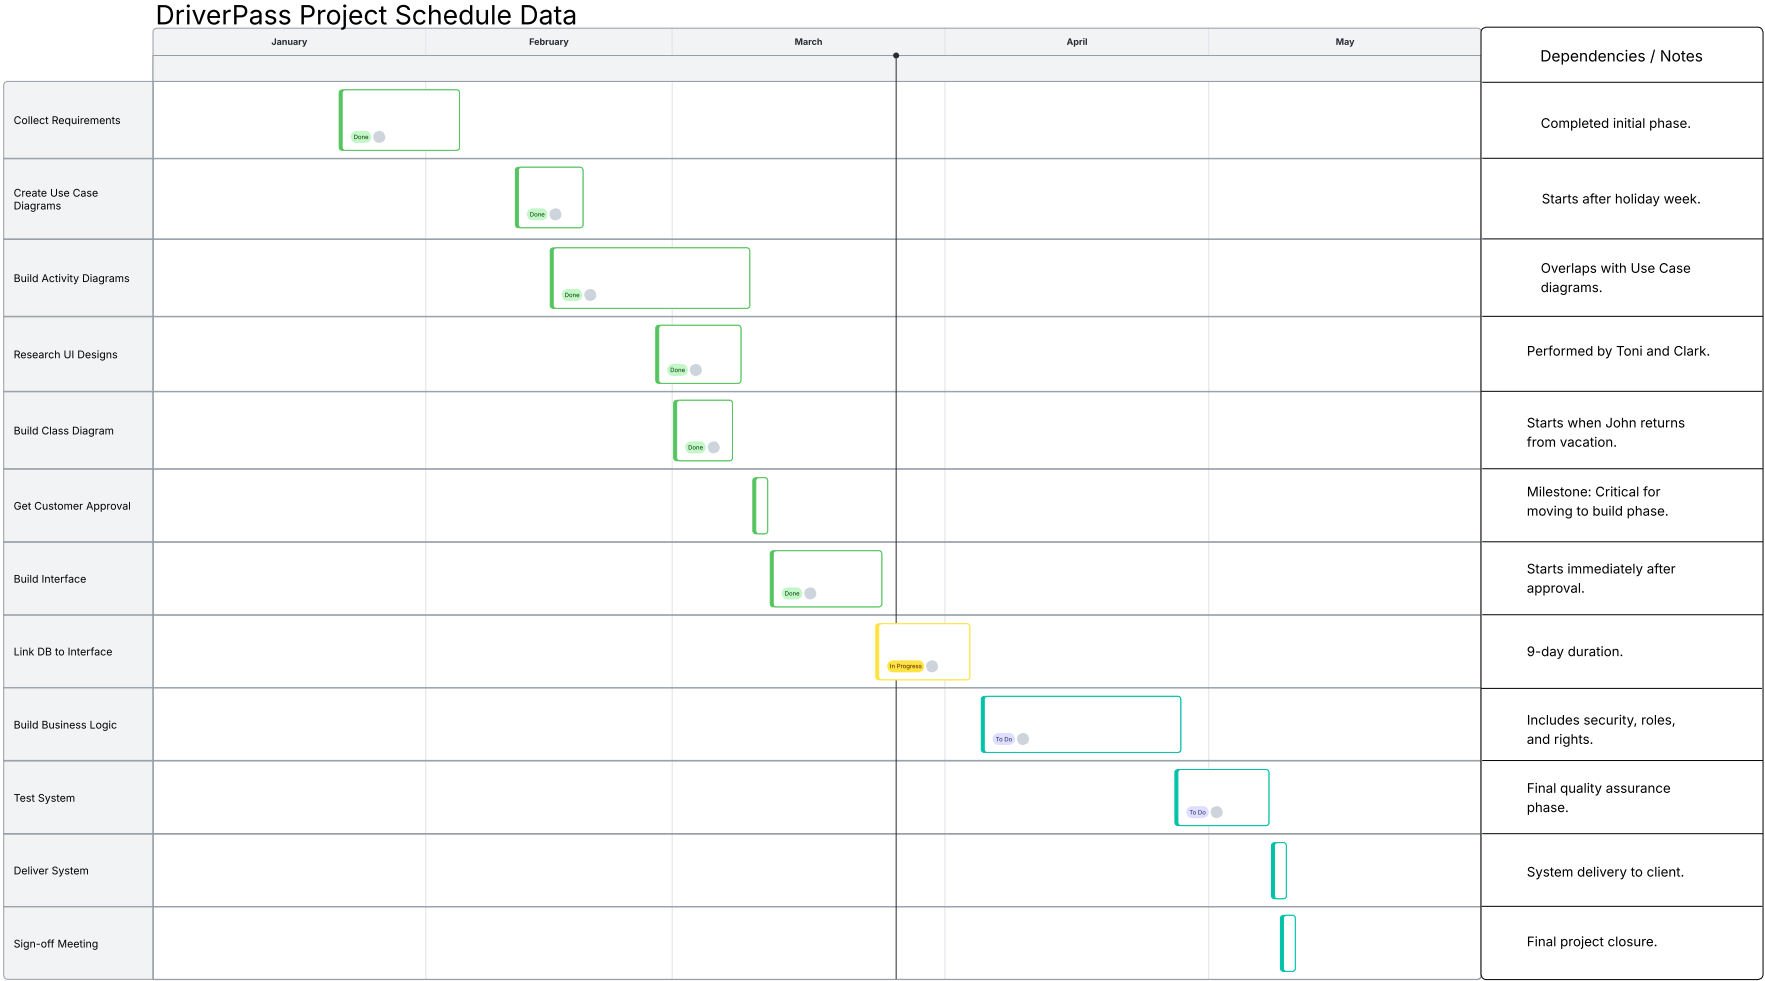 DriverPass Project Schedule Data
January
February
March
April
May
Dependencies / Notes
Collect Requirements
Done
Completed initial phase.
Create Use Case
Diagrams
Done
Starts after holiday week.
Build Activity Diagrams
Done
Overlaps with Use Case
diagrams.
Research UI Designs
Done
Performed by Toni and Clark.
Build Class Diagram
Done
Starts when John returns
from vacation.
Get Customer Approval
Milestone: Critical for
moving to build phase.
Build Interface
Done
Starts immediately after
approval.
Link DB to Interface
In Progress
9-day duration.
Build Business Logic
To Do
Includes security, roles,
and rights.
Test System
To Do
Final quality assurance
phase.
Deliver System
System delivery to client.
Sign-off Meeting
Final project closure.